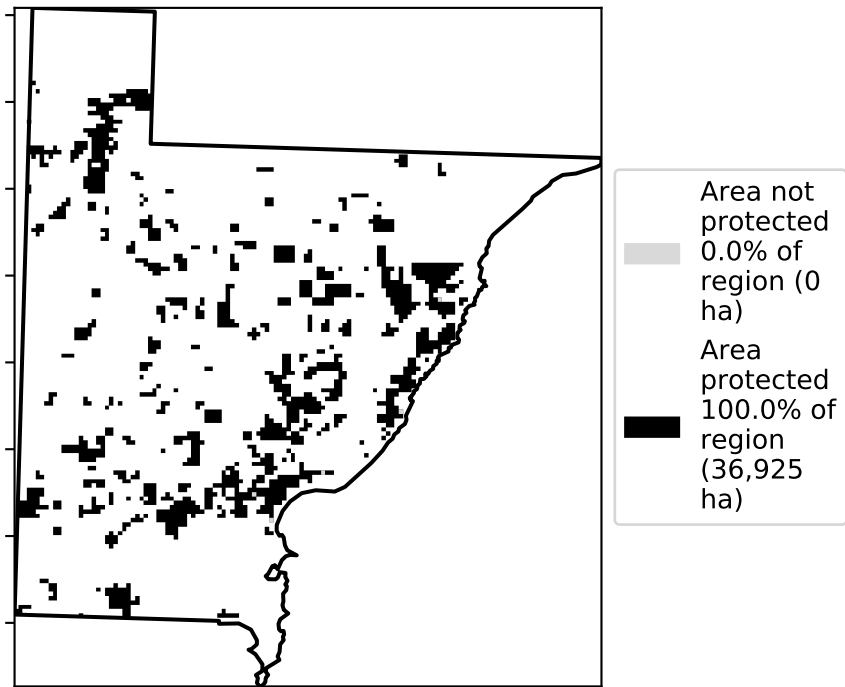 Area not
protected
0.0% of
region (0
ha)
Area
protected
100.0% of
region
(36,925
ha)